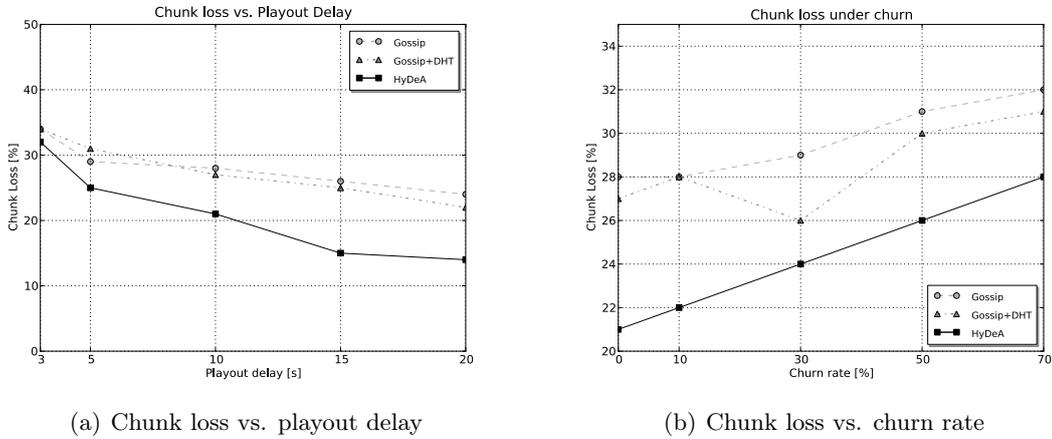 Chunk loss vs. Playout Delay
Chunk Loss [%]
50
40
30
20
10
0
3
5
10
15
20
Playout delay [s]
Gossip
Gossip+DHT
HyDeA
(a) Chunk loss vs. playout delay
Chunk loss under churn
Chunk Loss [%]
34
32
30
28
26
24
22
20
0
10
30
50
70
Churn rate [%]
Gossip
Gossip+DHT
HyDeA
(b) Chunk loss vs. churn rate